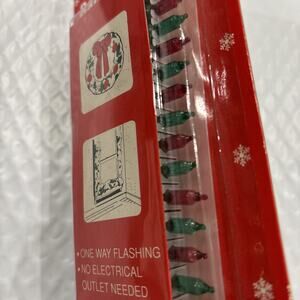 • ONE WAY FLASHING
• NO ELECTRICAL
OUTLET NEEDED